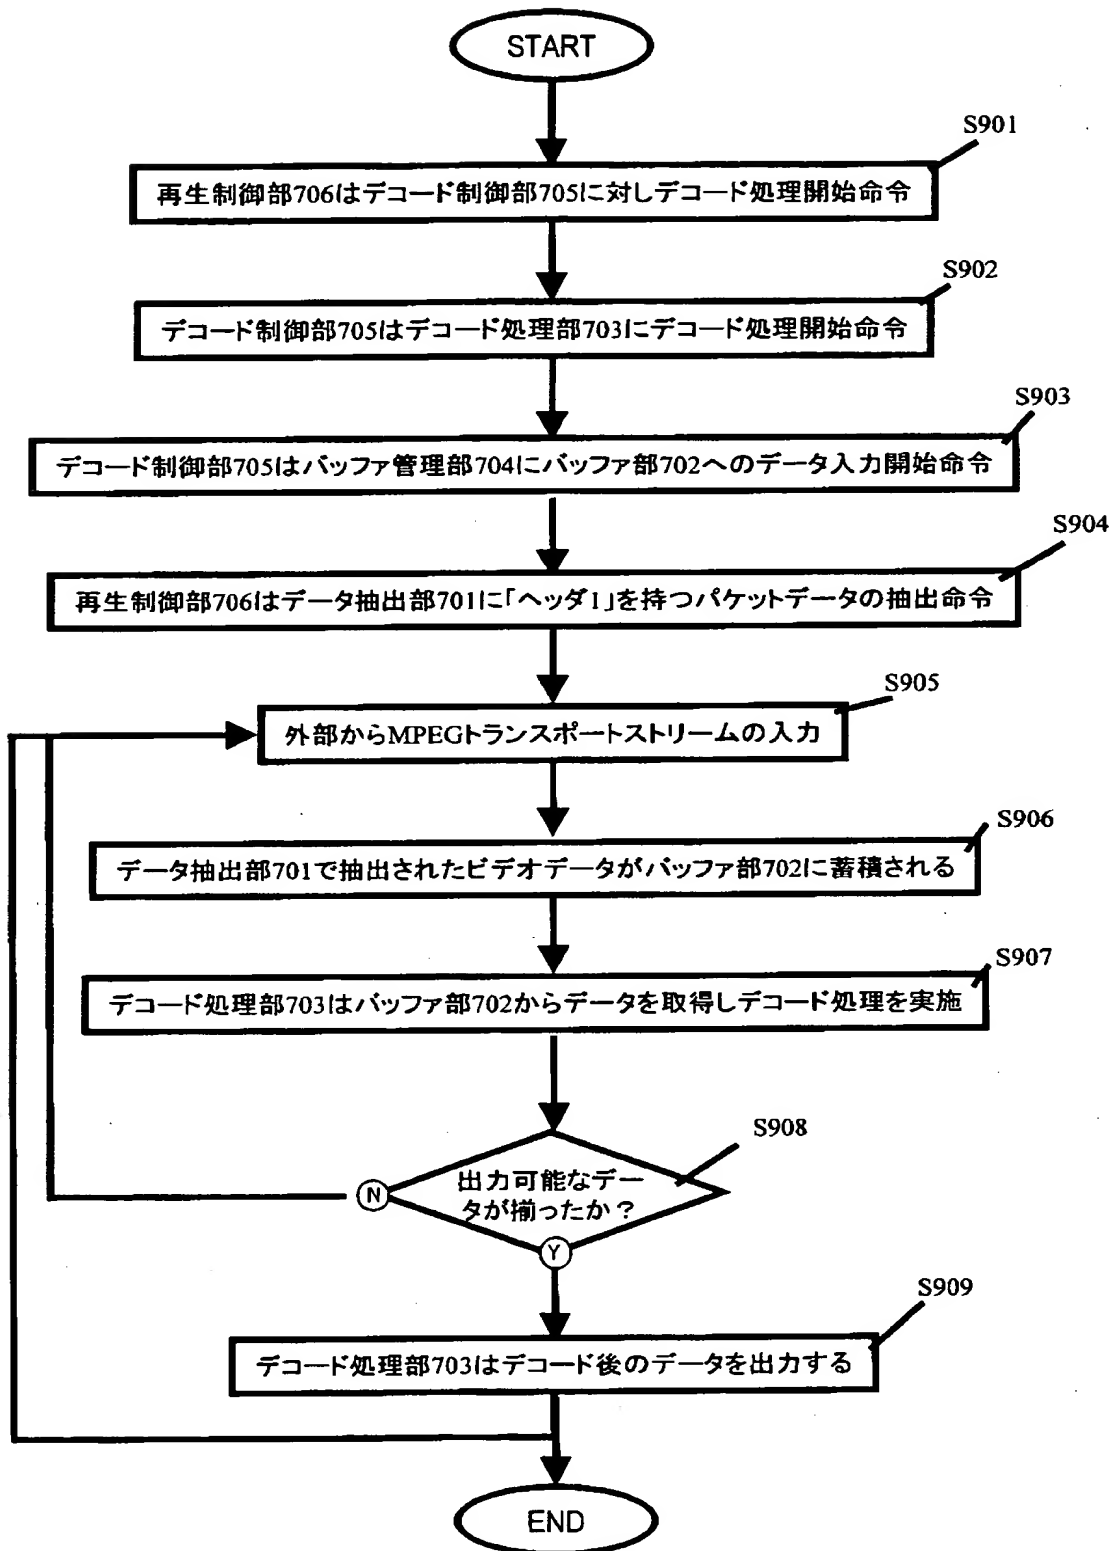 START
S901
再生制御部706はデコード制御部705に対しデコード処理開始命令
S902
デコード制御部705はデコード処理部703にデコード処理開始命令
S903
デコード制御部705はバッファ管理部704にバッファ部702へのデータ入力開始命令
S904
再生制御部706はデータ抽出部701に「ヘッダ1」を持つパケットデータの抽出命令
S905
外部からMPEGトランスポートストリームの入力
S906
データ抽出部701で抽出されたビデオデータがバッファ部702に蓄積される
S907
デコード処理部703はバッファ部702からデータを取得しデコード処理を実施
S908
出力可能なデー
タが揃ったか？
N
Y
S909
デコード処理部703はデコード後のデータを出力する
END